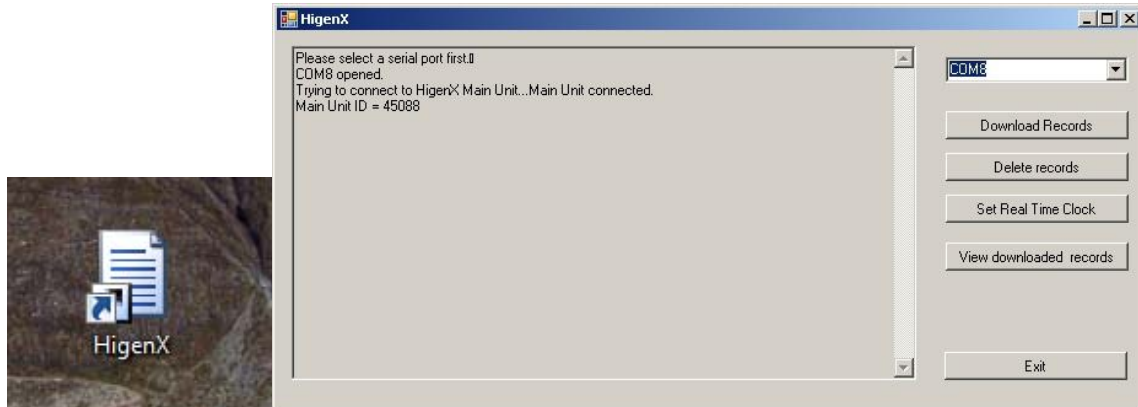 HigenX
HigenX
Please select a serial port first.
COM8 opened.
Trying to connect to HigenX Main Unit...Main Unit connected.
Main Unit ID = 45088
COM8
Download Records
Delete records
Set Real Time Clock
View downloaded records
Exit